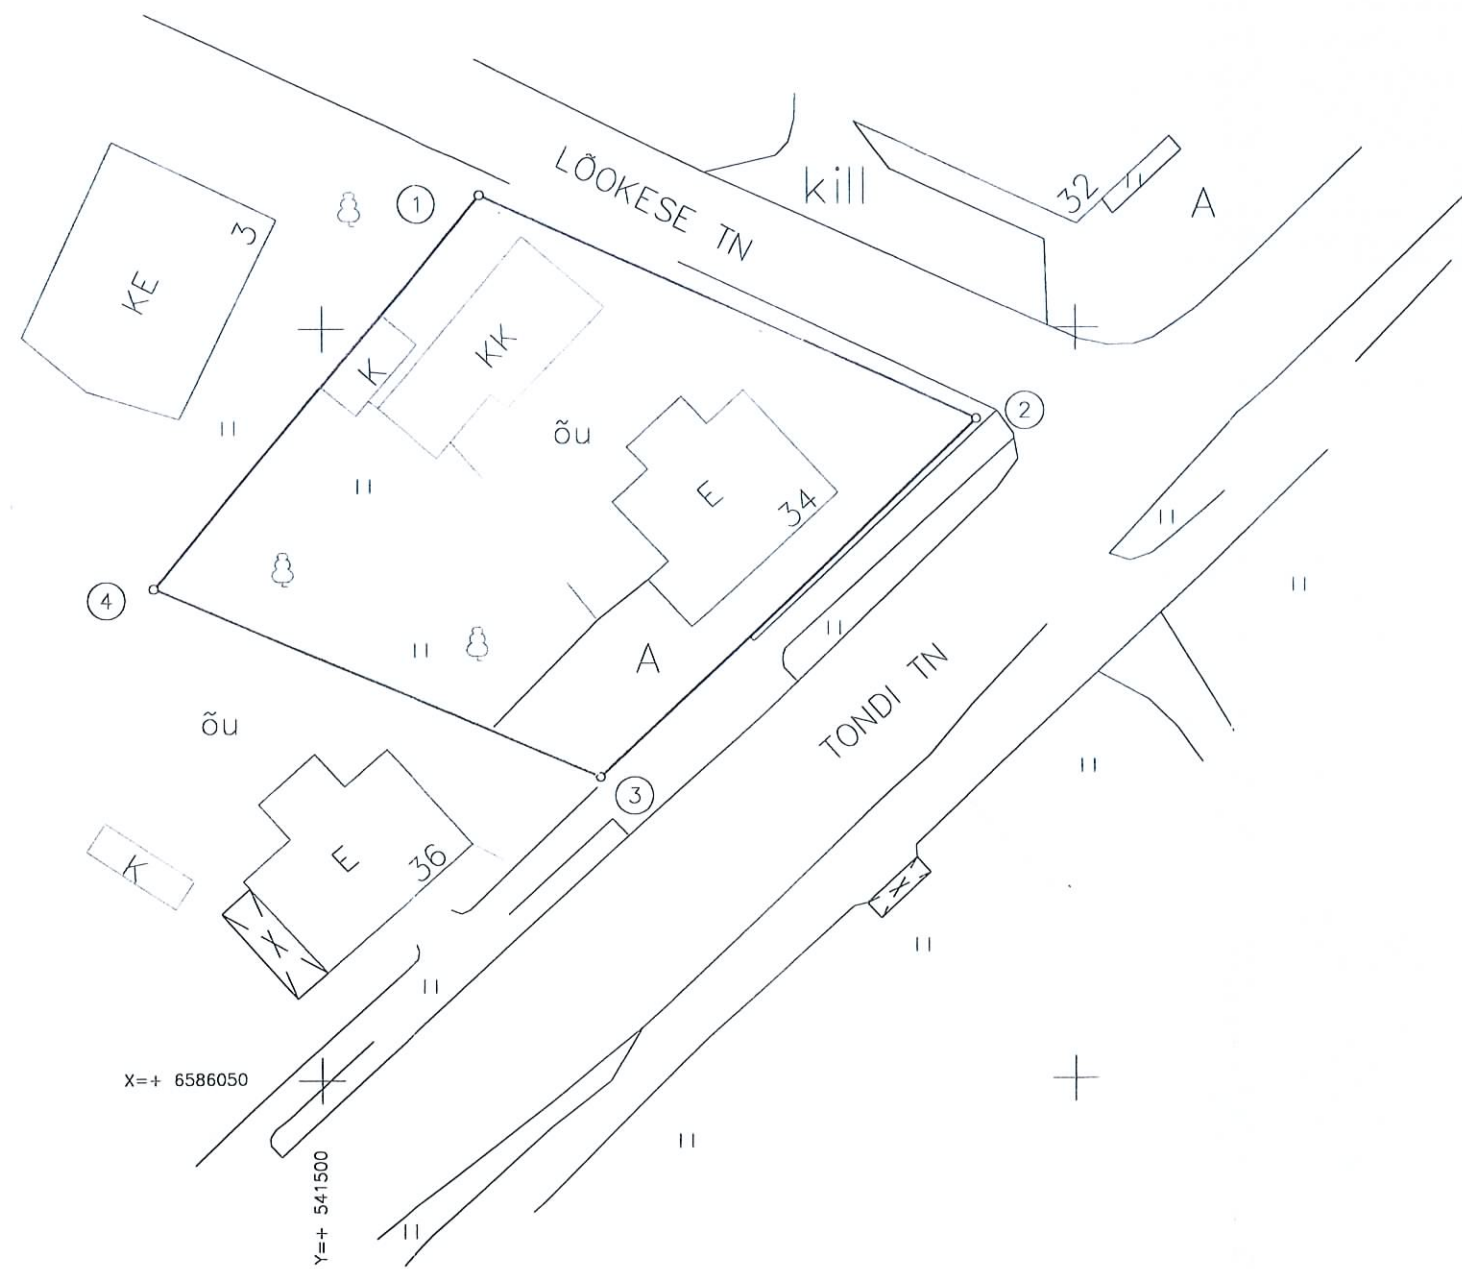 LÕOKESE TN
kill
32
A
1
3
KE
KK
K
2
õu
E
34
4
A
TONDI TN
õu
3
E
36
K
X
X
X=+ 6586050
Y=+ 541500